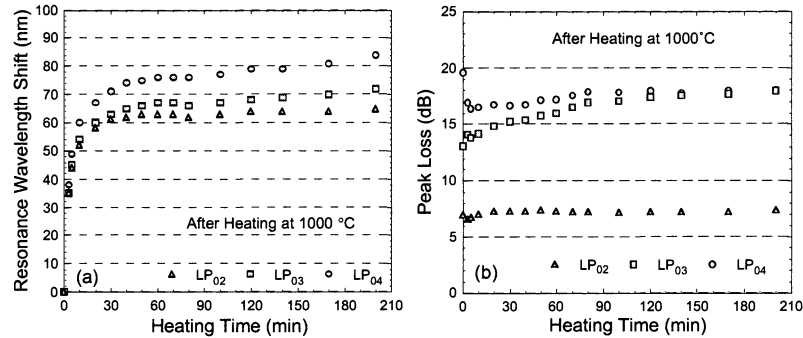 Resonance Wavelength Shift (nm)
100
90
80
70
60
50
40
30
20
10
0
After Heating at 1000 °C
(a)
LP02
LP03
LP04
0 30 60 90 120 150 180 210
Heating Time (min)
Peak Loss (dB)
25
20
15
10
5
0
After Heating at 1000°C
(b)
LP02
LP03
LP04
0 30 60 90 120 150 180 210
Heating Time (min)